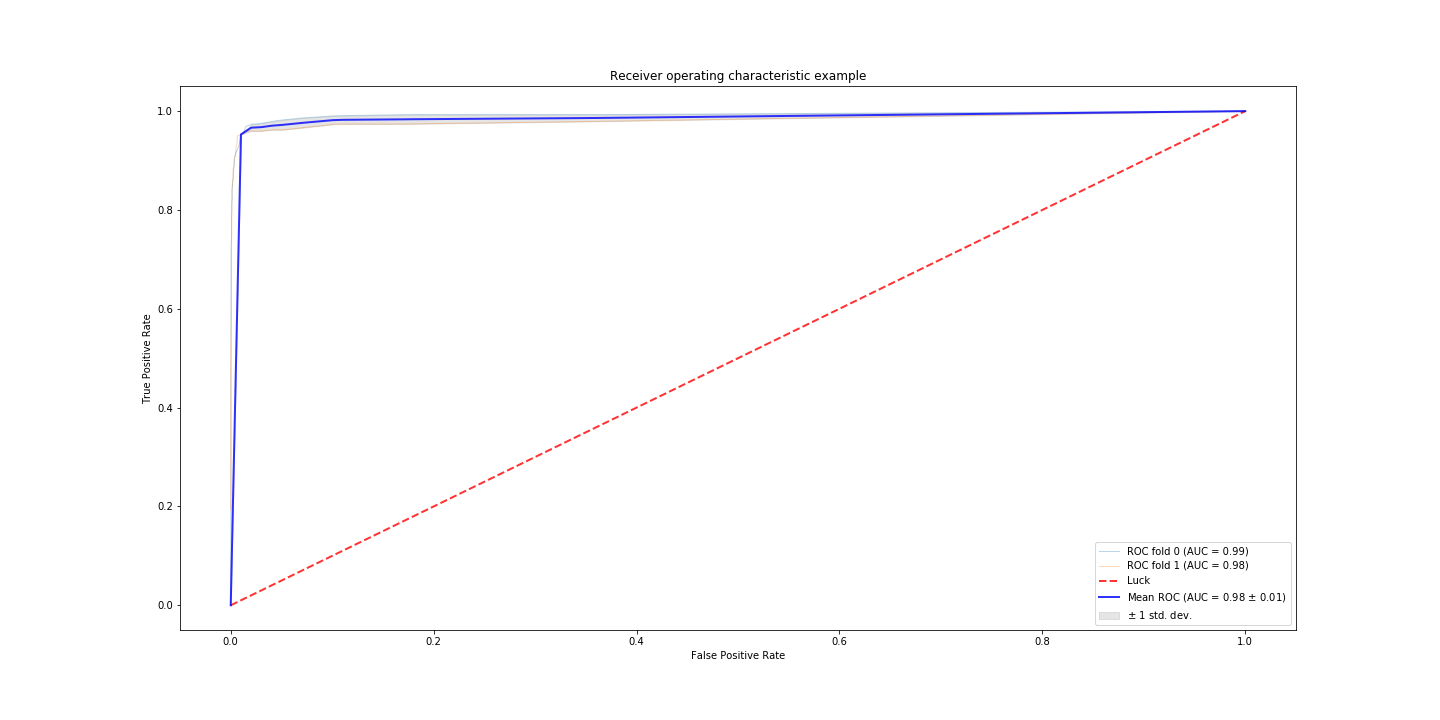 Receiver operating characteristic example
1.0
0.8
0.6
0.4
0.2
0.0
True Positive Rate
0.0 0.2 0.4 0.6 0.8 1.0
False Positive Rate
ROC fold 0 (AUC = 0.99)
ROC fold 1 (AUC = 0.98)
Luck
Mean ROC (AUC = 0.98 ± 0.01)
± 1 std. dev.